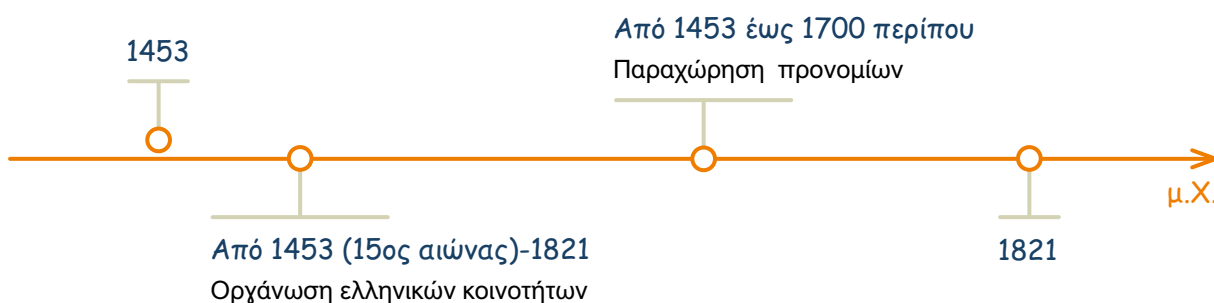 1453
Από 1453 έως 1700 περίπου
Παραχώρηση προνομίων
μ.Χ.
Από 1453 (15ος αιώνας)-1821
Οργάνωση ελληνικών κοινοτήτων
1821